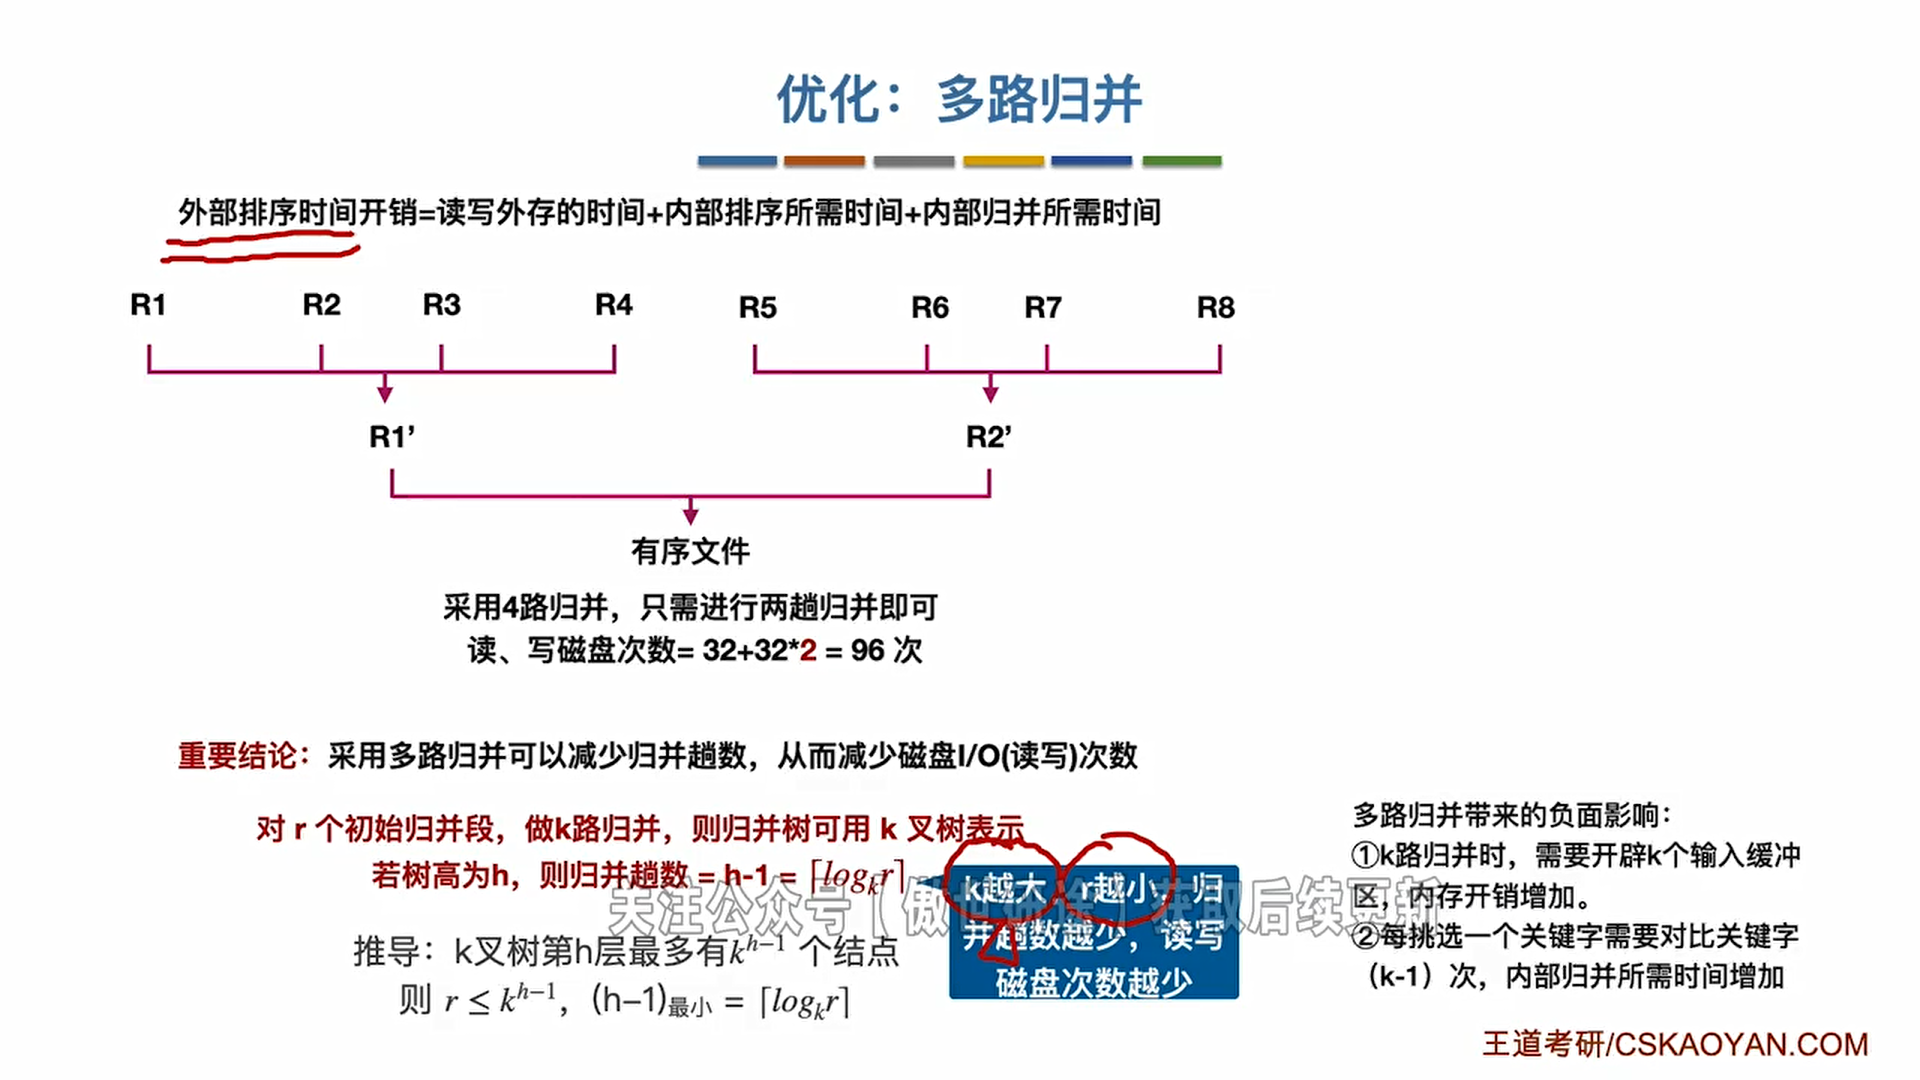 优化：多路归并
外部排序时间开销=读写外存的时间+内部排序所需时间+内部归并所需时间
R1 R2 R3 R4 R5 R6 R7 R8
R1’ R2’
有序文件
采用4路归并，只需进行两趟归并即可
读、写磁盘次数= 32+32*2 = 96 次
重要结论：采用多路归并可以减少归并趟数，从而减少磁盘I/O(读写)次数
对 r 个初始归并段，做k路归并，则归并树可用 k 叉树表示
若树高为h，则归并趟数 = h-1 = ⌈logₖr⌉
推导：k叉树第h层最多有kʰ⁻¹ 个结点
则 r ≤ kʰ⁻¹，(h−1)最小 = ⌈logₖr⌉
k越大，r越小，归
并趟数越少，读写
磁盘次数越少
多路归并带来的负面影响：
①k路归并时，需要开辟k个输入缓冲
区，内存开销增加。
②每挑选一个关键字需要对比关键字
（k-1）次，内部归并所需时间增加
关注公众号【傲世研途】获取后续更新
王道考研/CSKAOYAN.COM